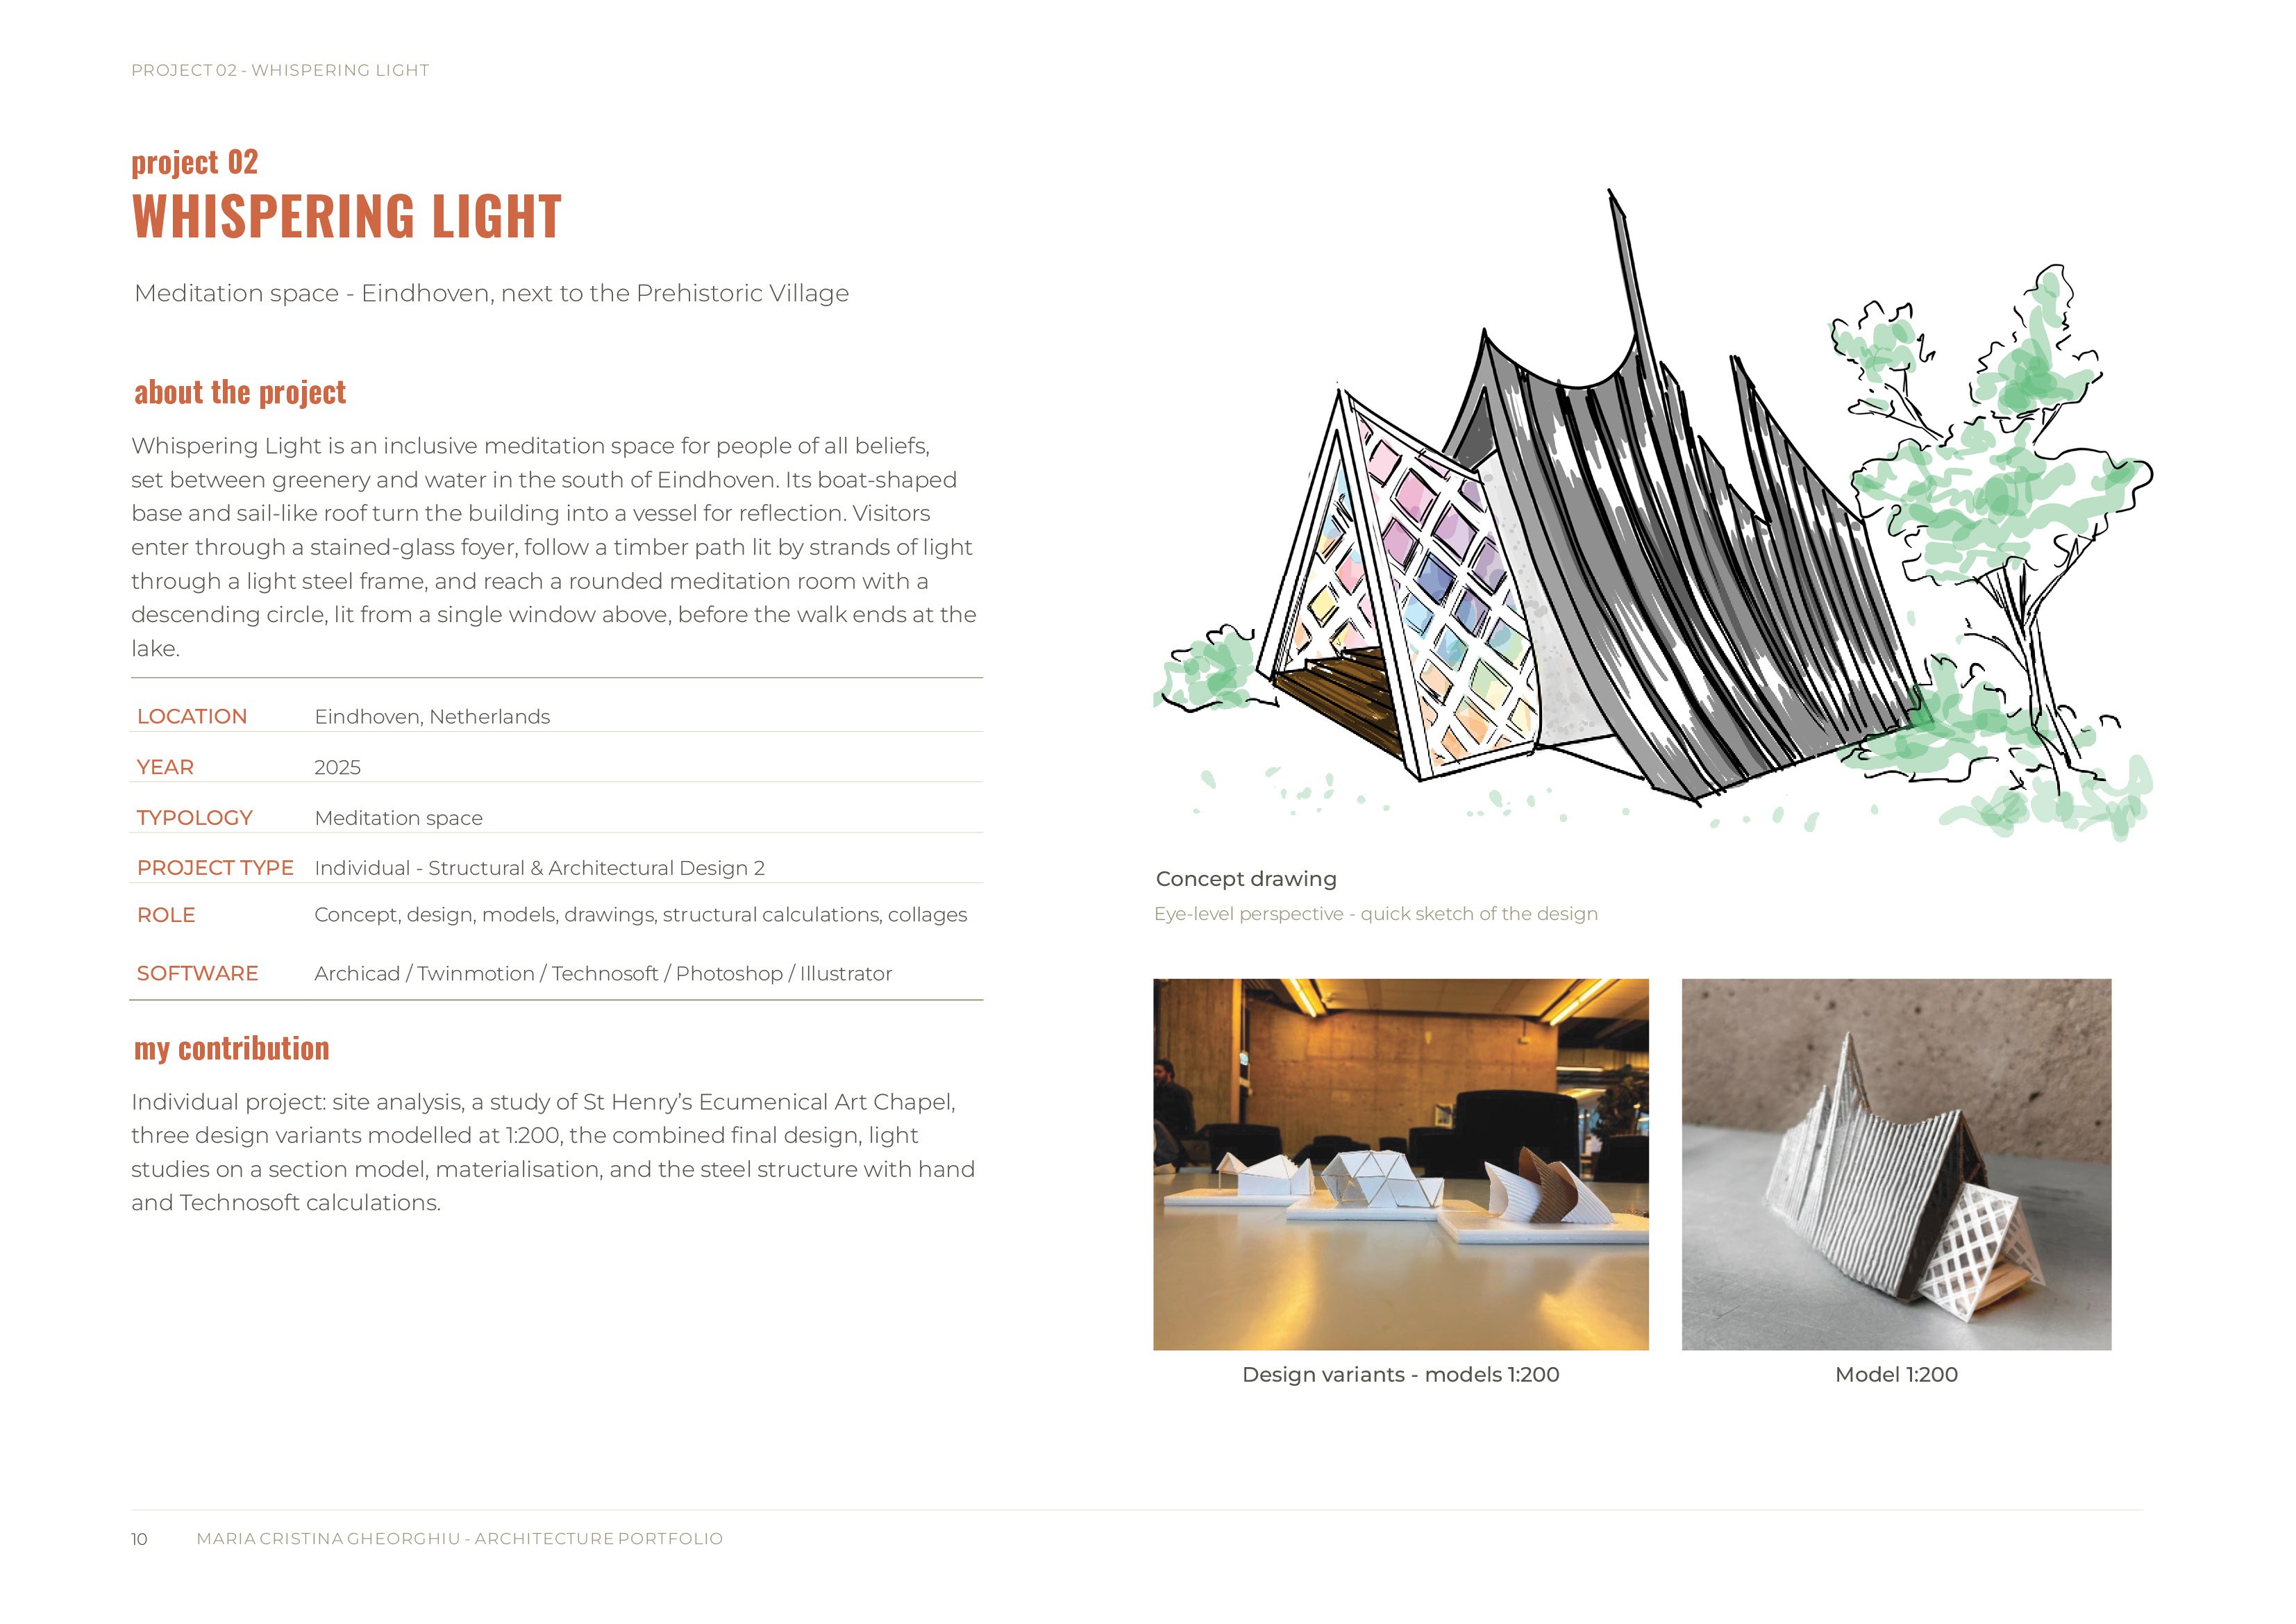 PROJECT 02 - WHISPERING LIGHT
project 02
WHISPERING LIGHT
Meditation space - Eindhoven, next to the Prehistoric Village
about the project
Whispering Light is an inclusive meditation space for people of all beliefs,
set between greenery and water in the south of Eindhoven. Its boat-shaped
base and sail-like roof turn the building into a vessel for reflection. Visitors
enter through a stained-glass foyer, follow a timber path lit by strands of light
through a light steel frame, and reach a rounded meditation room with a
descending circle, lit from a single window above, before the walk ends at the
lake.
LOCATION Eindhoven, Netherlands
YEAR 2025
TYPOLOGY Meditation space
PROJECT TYPE Individual - Structural & Architectural Design 2
ROLE Concept, design, models, drawings, structural calculations, collages
SOFTWARE Archicad / Twinmotion / Technosoft / Photoshop / Illustrator
my contribution
Individual project: site analysis, a study of St Henry’s Ecumenical Art Chapel,
three design variants modelled at 1:200, the combined final design, light
studies on a section model, materialisation, and the steel structure with hand
and Technosoft calculations.
Concept drawing
Eye-level perspective - quick sketch of the design
Design variants - models 1:200
Model 1:200
10 MARIA CRISTINA GHEORGHIU - ARCHITECTURE PORTFOLIO